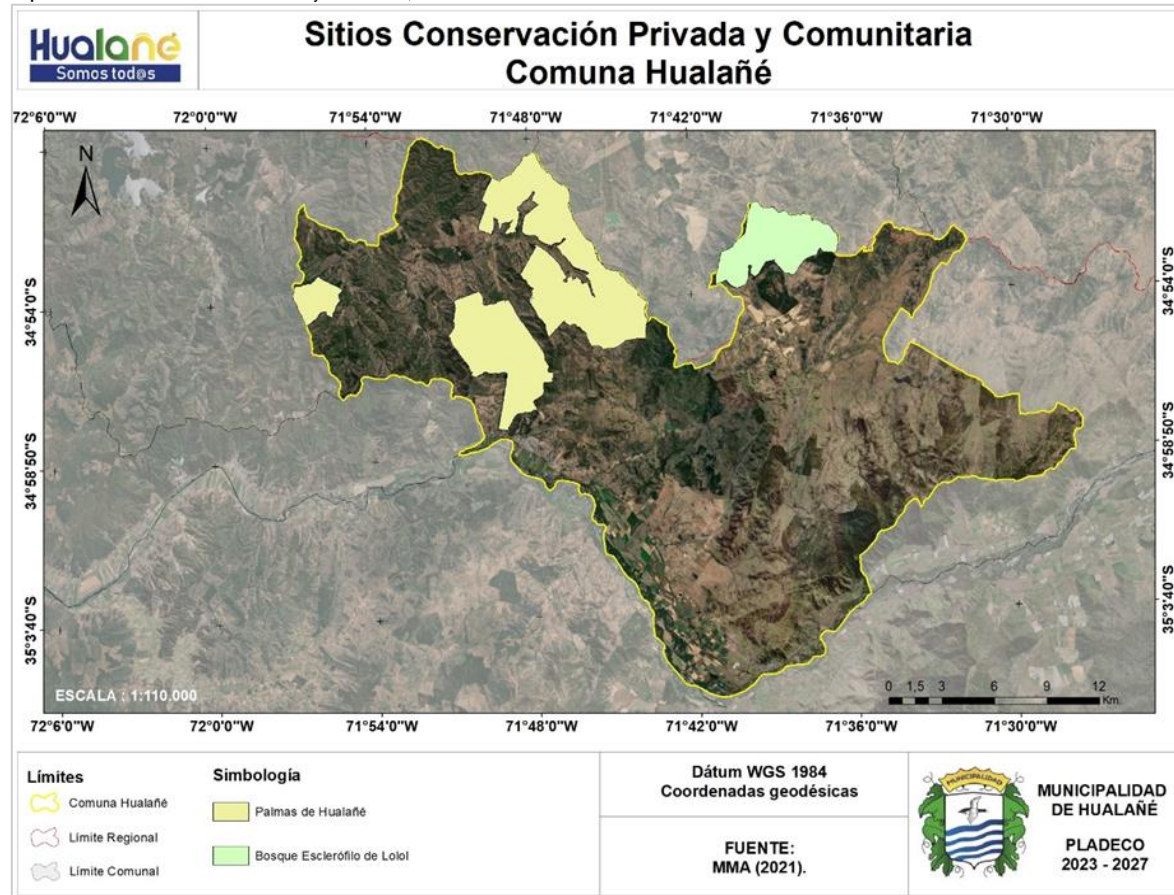 Hualañé
Somos tod@s
Sitios Conservación Privada y Comunitaria
Comuna Hualañé
72°6'0"W 72°0'0"W 71°54'0"W 71°48'0"W 71°42'0"W 71°36'0"W 71°30'0"W
N
34°54'0"S
34°54'0"S
34°58'50"S
34°58'50"S
35°3'40"S
35°3'40"S
ESCALA : 1:110.000
0 1,5 3 6 9 12
Km
72°6'0"W 72°0'0"W 71°54'0"W 71°48'0"W 71°42'0"W 71°36'0"W 71°30'0"W
Límites
Comuna Hualañé
Límite Regional
Límite Comunal
Simbología
Palmas de Hualañé
Bosque Esclerófilo de Lolol
Dátum WGS 1984
Coordenadas geodésicas
FUENTE:
MMA (2021).
MUNICIPALIDAD
MUNICIPALIDAD
DE HUALAÑÉ
PLADECO
2023 - 2027